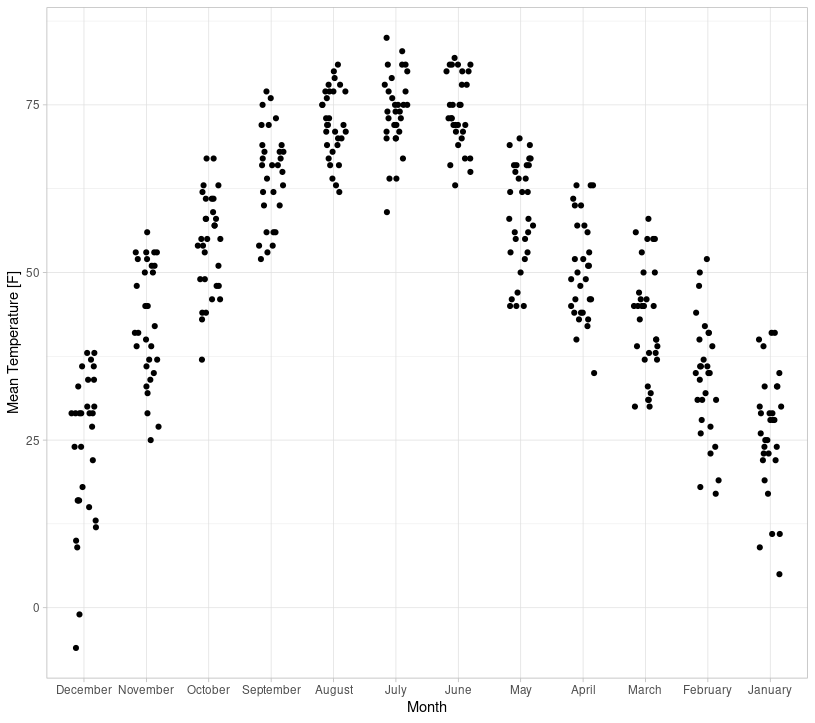 75
50
25
0
Mean Temperature [F]
December November October September August July June May April March February January
Month